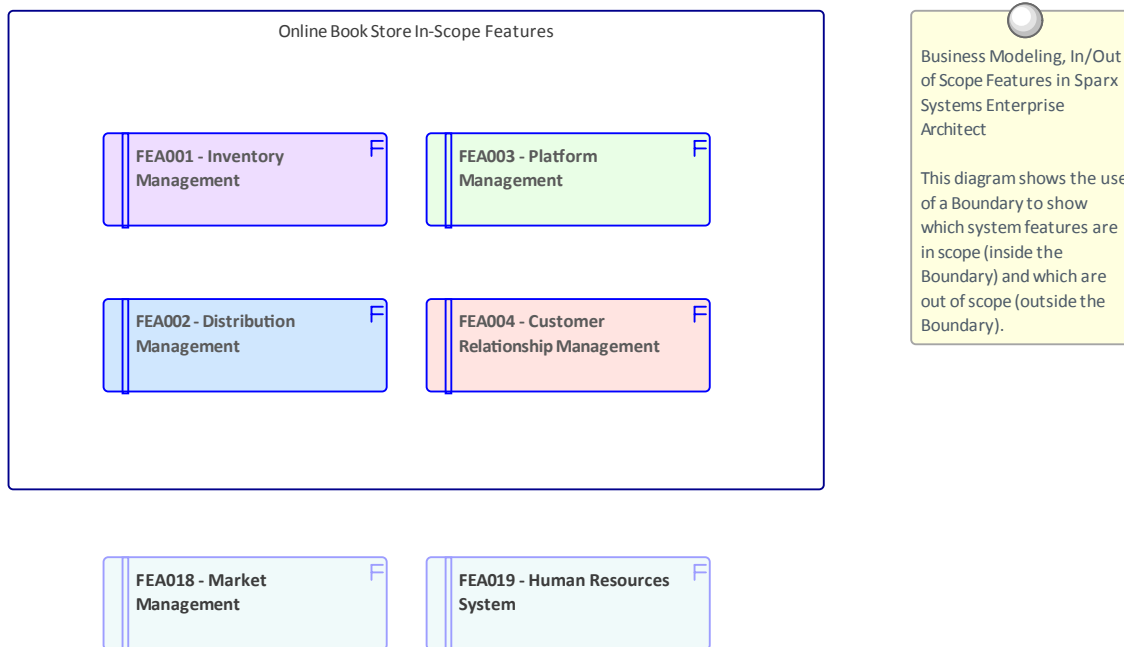 Online Book Store In-Scope Features
FEA001 - Inventory
Management
F
FEA003 - Platform
Management
F
FEA002 - Distribution
Management
F
FEA004 - Customer
Relationship Management
F
FEA018 - Market
Management
F
FEA019 - Human Resources
System
F
Business Modeling, In/Out
of Scope Features in Sparx
Systems Enterprise
Architect
This diagram shows the use
of a Boundary to show
which system features are
in scope (inside the
Boundary) and which are
out of scope (outside the
Boundary).